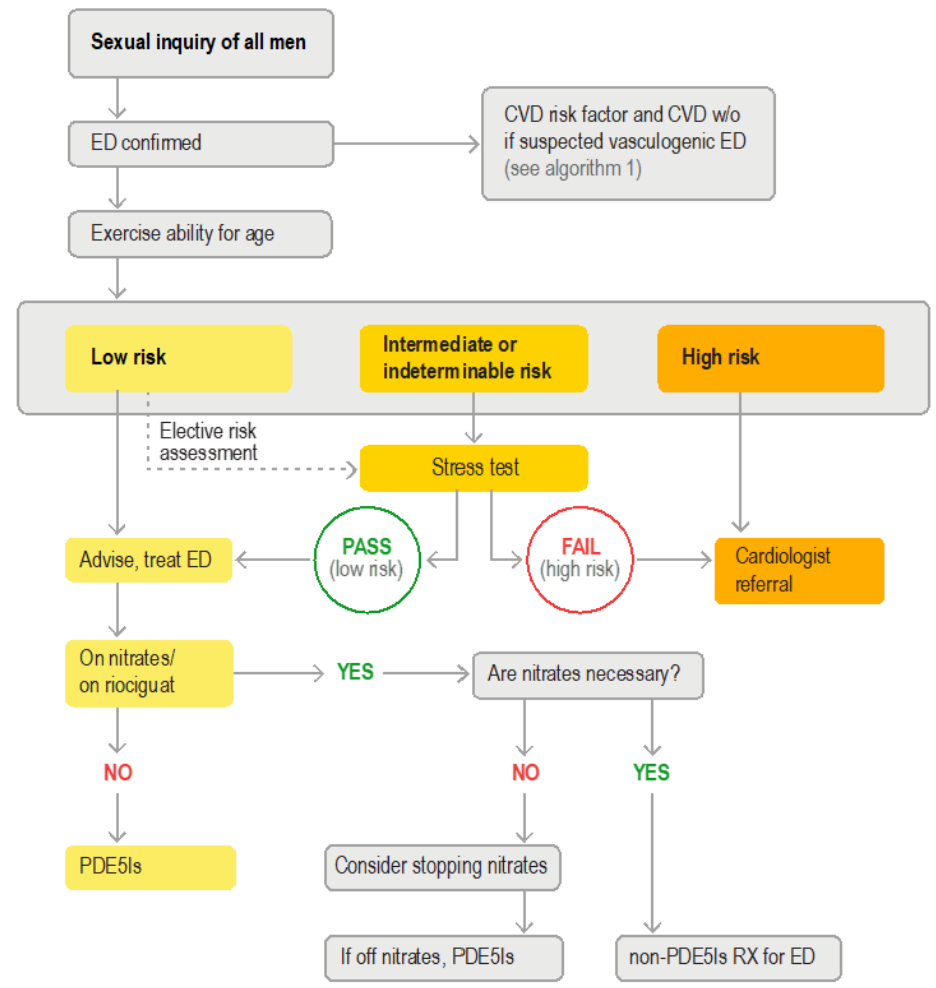 Sexual inquiry of all men
ED confirmed
CVD risk factor and CVD w/o
if suspected vasculogenic ED
(see algorithm 1)
Exercise ability for age
Low risk
Intermediate or
indeterminable risk
High risk
Elective risk
assessment
Stress test
PASS
(low risk)
FAIL
(high risk)
Advise, treat ED
Cardiologist
referral
On nitrates/
on riociguat
YES
Are nitrates necessary?
NO
NO
YES
PDE5Is
Consider stopping nitrates
If off nitrates, PDE5Is
non-PDE5Is RX for ED